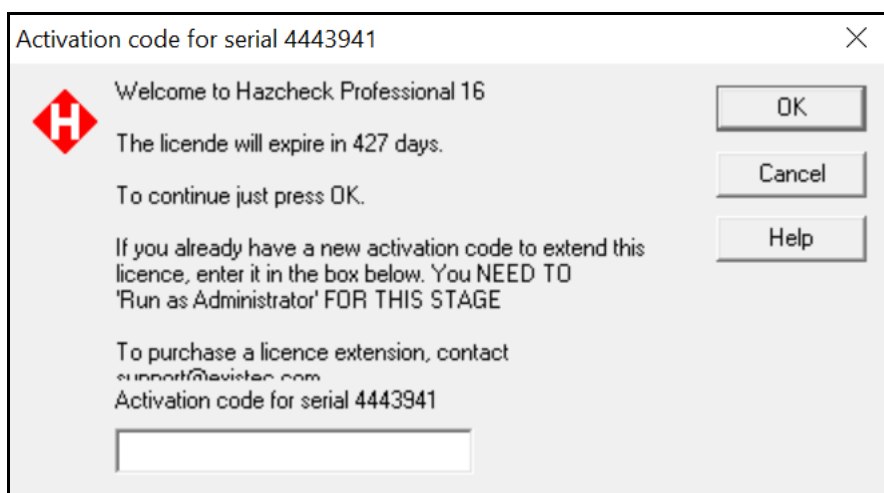 Activation code for serial 4443941
Welcome to Hazcheck Professional 16
OK
The licende will expire in 427 days.
Cancel
To continue just press OK.
Help
If you already have a new activation code to extend this
licence, enter it in the box below. You NEED TO
'Run as Administrator' FOR THIS STAGE
To purchase a licence extension, contact
support@existec.com
Activation code for serial 4443941